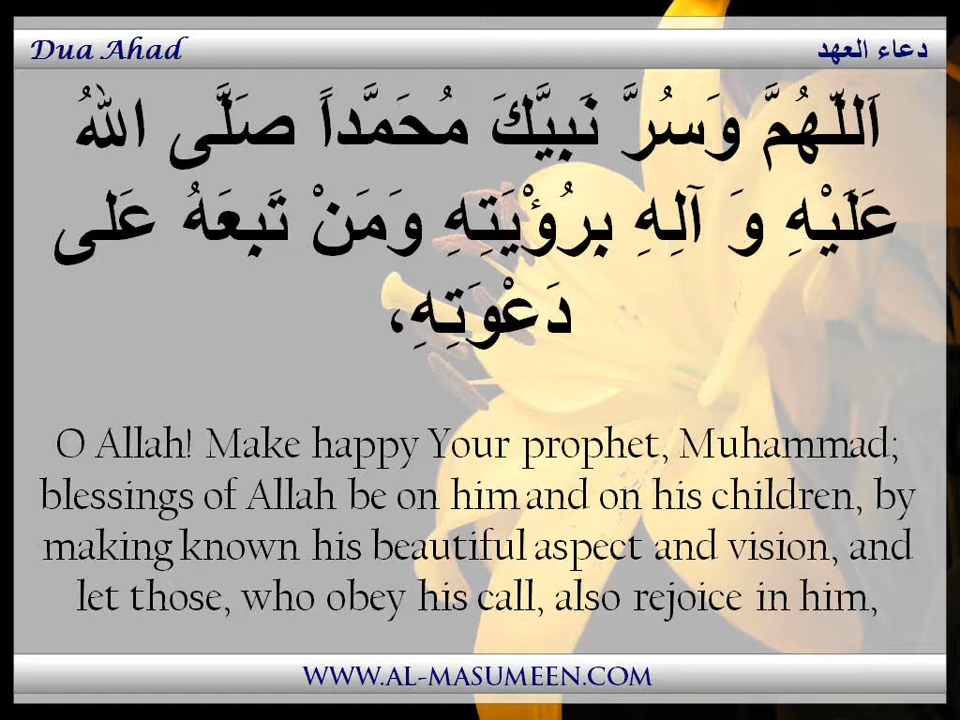 Dua Ahad دعاء العهد
اَللّهُمَّ وَسُرَّ نَبِيَّكَ مُحَمَّداً صَلَّى اللهُ
عَلَيْهِ وَ آلِهِ بِرُؤْيَتِهِ وَمَنْ تَبِعَهُ عَلى
دَعْوَتِهِ،
O Allah! Make happy Your prophet, Muhammad;
blessings of Allah be on him and on his children, by
making known his beautiful aspect and vision, and
let those, who obey his call, also rejoice in him,
WWW.AL-MASUMEEN.COM